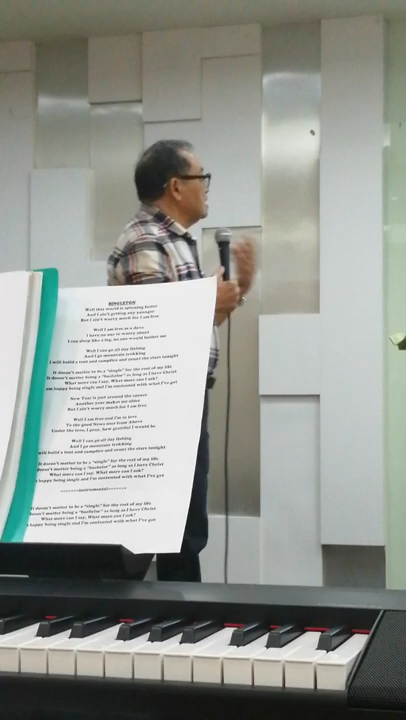 SINGLETON
Well this world is spinning faster
And I ain't getting any younger
But I ain't worry much for I am free
Well I am free as a dove
I have no one to worry about
I can sleep like a log, no one would bother me
Well I can go all day fishing
And I go mountain trekking
I will build a tent and campfire and count the stars tonight
It doesn't matter to be a "single" for the rest of my life
It doesn't matter being a "bachelor" as long as I have Christ
What more can I say, What more can I ask?
am happy being single and I'm contented with what I've got
New Year is just around the corner
Another year makes me older
But I ain't worry much for I am free
Well I am free and I'm in love
To the good News sent from Above
Under the tree, I pray, how grateful I would be
Well I can go all day fishing
And I go mountain trekking
will build a tent and campfire and count the stars tonight
It doesn't matter to be a "single" for the rest of my life
doesn't matter being a "bachelor" as long as I have Christ
What more can I say, What more can I ask?
happy being single and I'm contented with what I've got
=======instrumental=======
It doesn't matter to be a "single" for the rest of my life
doesn't matter being a "bachelor" as long as I have Christ
What more can I say, What more can I ask?
happy being single and I'm contented with what I've got